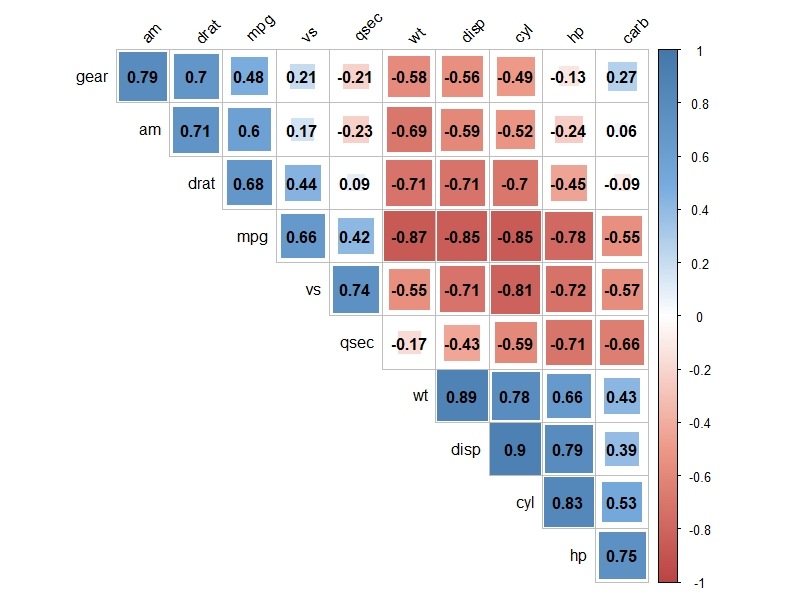 am drat mpg vs qsec wt disp cyl hp carb
gear 0.79 0.7 0.48 0.21 -0.21 -0.58 -0.56 -0.49 -0.13 0.27
am 0.71 0.6 0.17 -0.23 -0.69 -0.59 -0.52 -0.24 0.06
drat 0.68 0.44 0.09 -0.71 -0.71 -0.7 -0.45 -0.09
mpg 0.66 0.42 -0.87 -0.85 -0.85 -0.78 -0.55
vs 0.74 -0.55 -0.71 -0.81 -0.72 -0.57
qsec -0.17 -0.43 -0.59 -0.71 -0.66
wt 0.89 0.78 0.66 0.43
disp 0.9 0.79 0.39
cyl 0.83 0.53
hp 0.75
1
0.8
0.6
0.4
0.2
0
-0.2
-0.4
-0.6
-0.8
-1